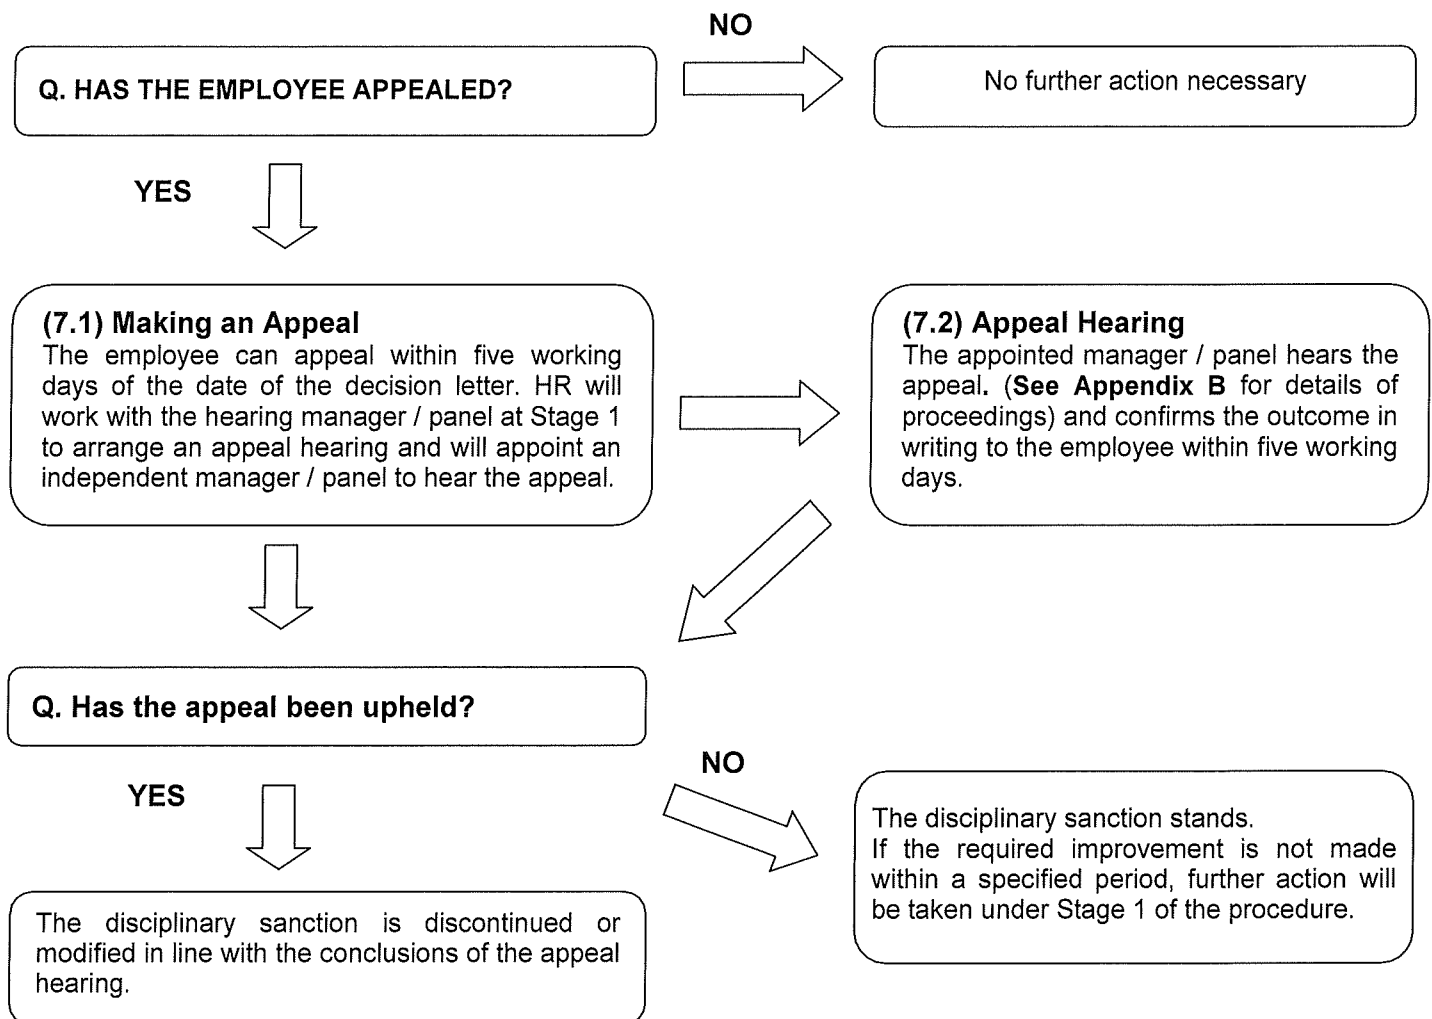 NO
Q. HAS THE EMPLOYEE APPEALED?
No further action necessary
YES
(7.1) Making an Appeal
The employee can appeal within five working
days of the date of the decision letter. HR will
work with the hearing manager / panel at Stage 1
to arrange an appeal hearing and will appoint an
independent manager / panel to hear the appeal.
(7.2) Appeal Hearing
The appointed manager / panel hears the
appeal. (See Appendix B for details of
proceedings) and confirms the outcome in
writing to the employee within five working
days.
Q. Has the appeal been upheld?
NO
YES
The disciplinary sanction stands.
If the required improvement is not made
within a specified period, further action will
be taken under Stage 1 of the procedure.
The disciplinary sanction is discontinued or
modified in line with the conclusions of the appeal
hearing.